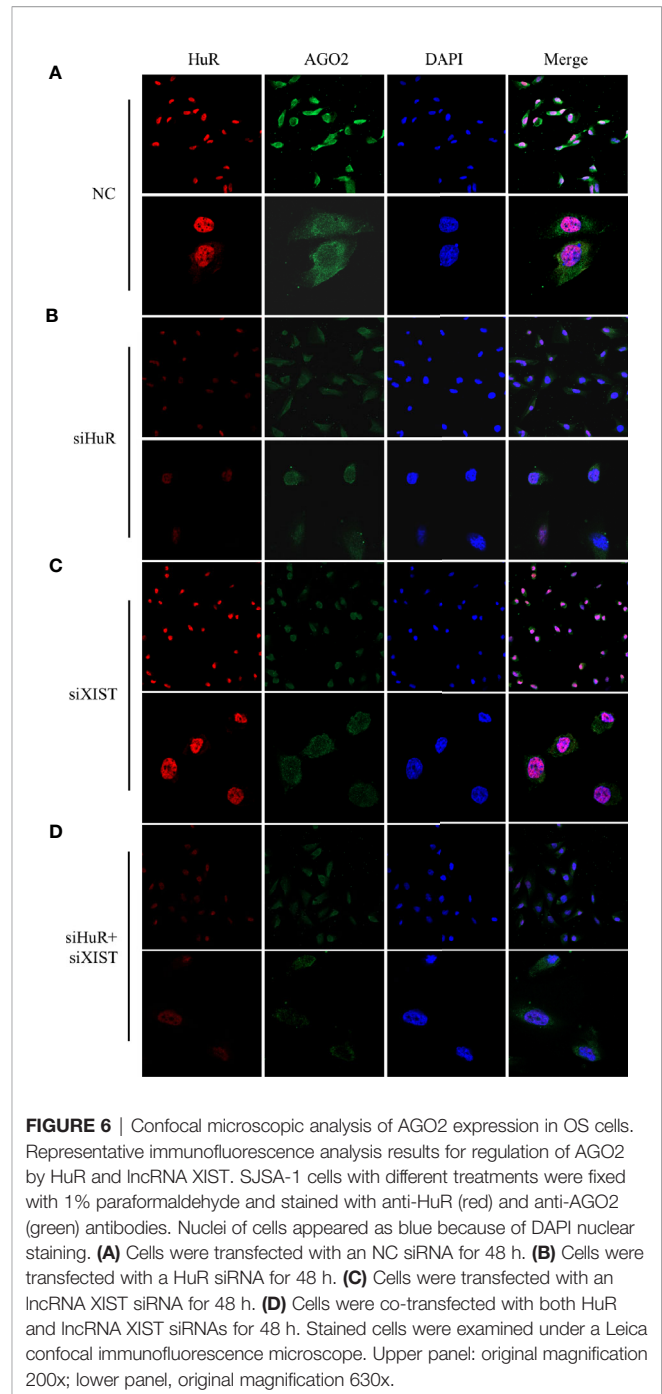 HuR AGO2 DAPI Merge
A
NC
B
siHuR
C
siXIST
D
siHuR+
siXIST
FIGURE 6 | Confocal microscopic analysis of AGO2 expression in OS cells.
Representative immunofluorescence analysis results for regulation of AGO2
by HuR and lncRNA XIST. SJSA-1 cells with different treatments were fixed
with 1% paraformaldehyde and stained with anti-HuR (red) and anti-AGO2
(green) antibodies. Nuclei of cells appeared as blue because of DAPI nuclear
staining. (A) Cells were transfected with an NC siRNA for 48 h. (B) Cells were
transfected with a HuR siRNA for 48 h. (C) Cells were transfected with an
lncRNA XIST siRNA for 48 h. (D) Cells were co-transfected with both HuR
and lncRNA XIST siRNAs for 48 h. Stained cells were examined under a Leica
confocal immunofluorescence microscope. Upper panel: original magnification
200x; lower panel, original magnification 630x.